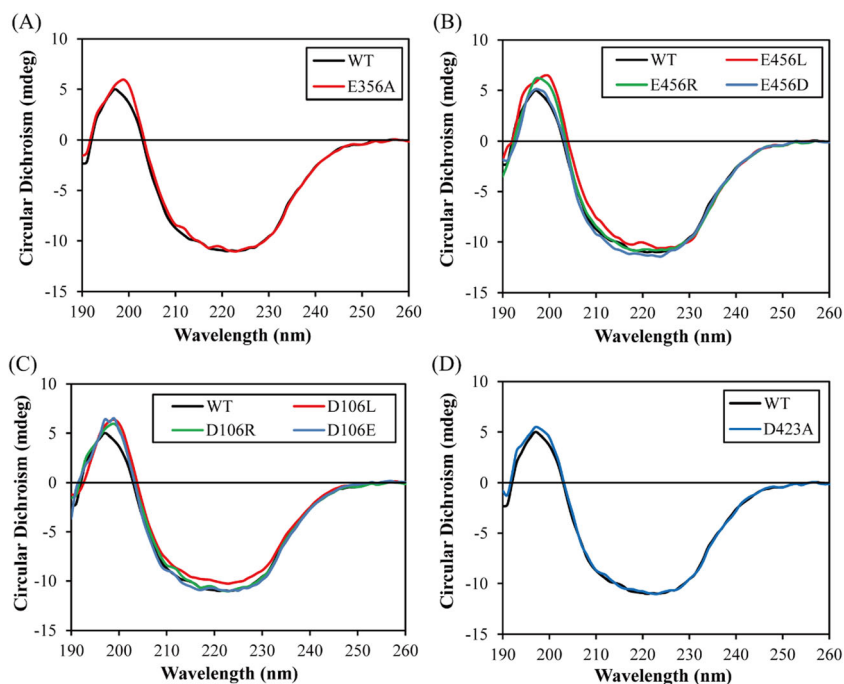 (A)
WT
E356A
10
5
0
-5
-10
-15
190 200 210 220 230 240 250 260
Circular Dichroism (mdeg)
Wavelength (nm)
(B)
WT E456L
E456R E456D
10
5
0
-5
-10
-15
190 200 210 220 230 240 250 260
Circular Dichroism (mdeg)
Wavelength (nm)
(C)
WT D106L
D106R D106E
10
5
0
-5
-10
-15
190 200 210 220 230 240 250 260
Circular Dichroism (mdeg)
Wavelength (nm)
(D)
WT
D423A
10
5
0
-5
-10
-15
190 200 210 220 230 240 250 260
Circular Dichroism (mdeg)
Wavelength (nm)